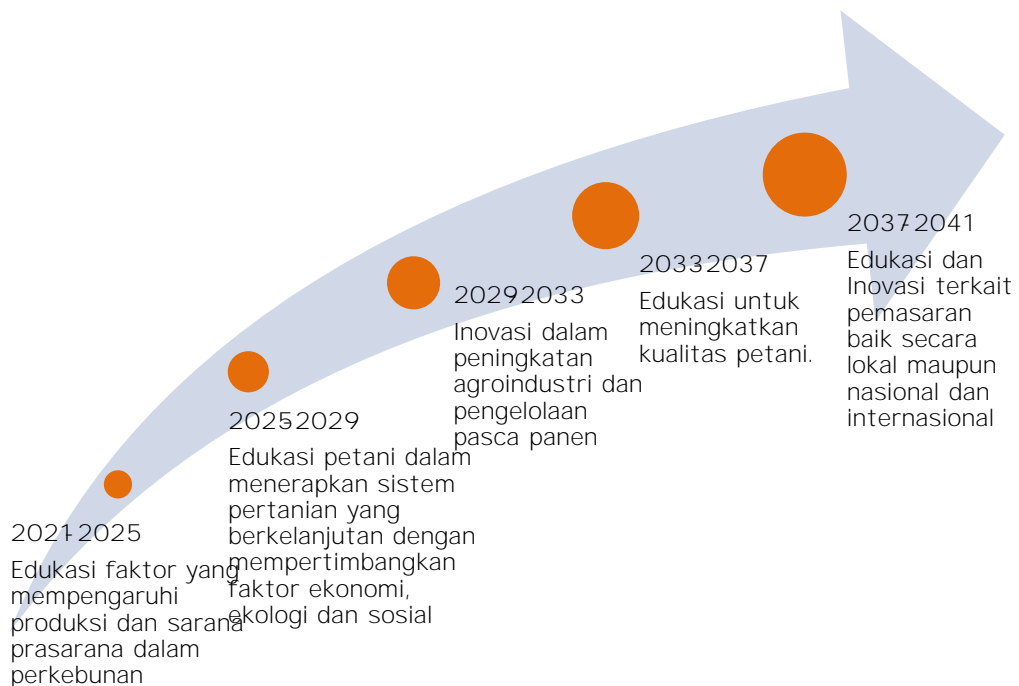 2021-2025
Edukasi faktor yang
mempengaruhi
produksi dan sarana
prasarana dalam
perkebunan
2025-2029
Edukasi petani dalam
menerapkan sistem
pertanian yang
berkelanjutan dengan
mempertimbangkan
faktor ekonomi,
ekologi dan sosial
2029-2033
Inovasi dalam
peningkatan
agroindustri dan
pengelolaan
pasca panen
2033-2037
Edukasi untuk
meningkatkan
kualitas petani.
2037-2041
Edukasi dan
Inovasi terkait
pemasaran
baik secara
lokal maupun
nasional dan
internasional